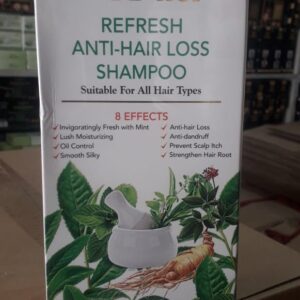 REFRESH
ANTI-HAIR LOSS
SHAMPOO
Suitable For All Hair Types
8 EFFECTS
✓ Invigoratingly Fresh with Mint
✓ Lush Moisturizing
✓ Oil Control
✓ Smooth Silky
✓ Anti-hair Loss
✓ Anti-dandruff
✓ Prevent Scalp Itch
✓ Strengthen Hair Root